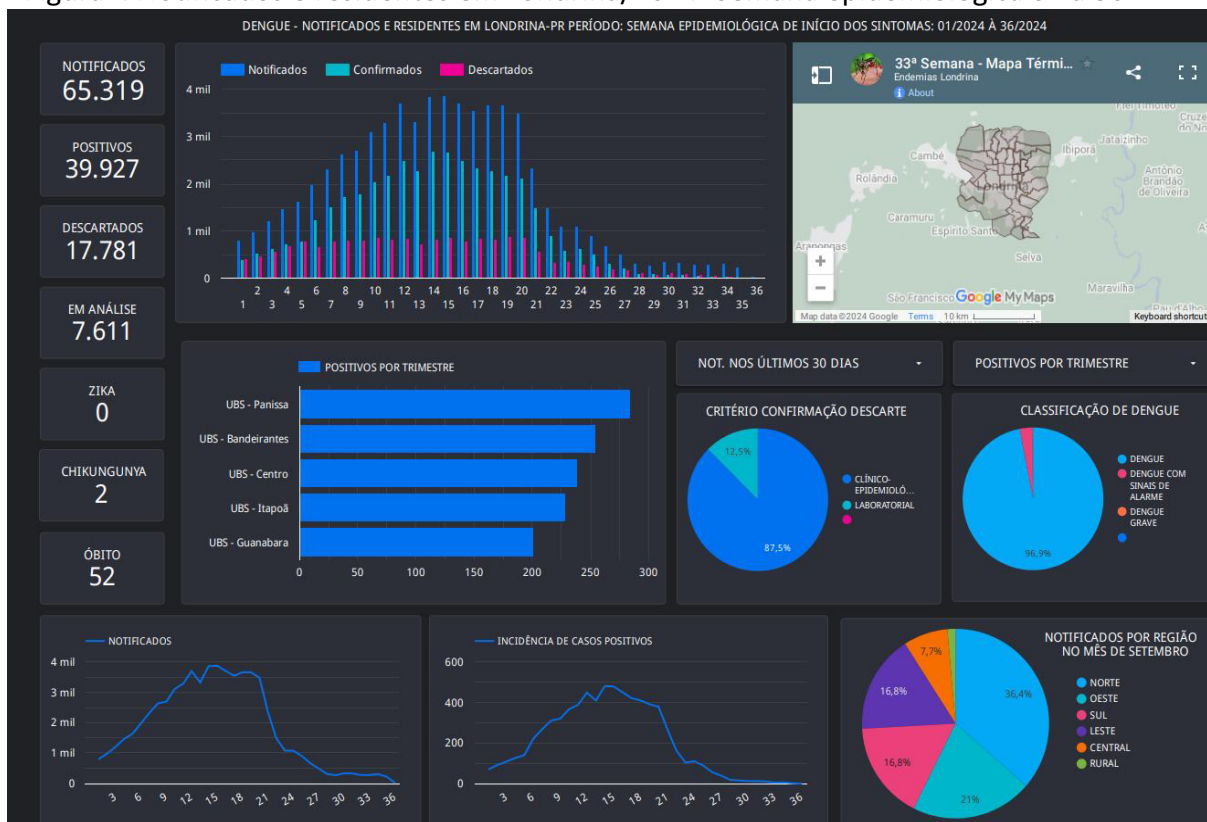 DENGUE - NOTIFICADOS E RESIDENTES EM LONDRINA-PR PERÍODO: SEMANA EPIDEMIOLÓGICA DE INÍCIO DOS SINTOMAS: 01/2024 À 36/2024
NOTIFICADOS
65.319
POSITIVOS
39.927
DESCARTADOS
17.781
EM ANÁLISE
7.611
ZIKA
0
CHIKUNGUNYA
2
ÓBITO
52
Notificados Confirmados Descartados
4 mil
3 mil
2 mil
1 mil
0
2 4 6 8 10 12 14 16 18 20 22 24 26 28 30 32 34 36
1 3 5 7 9 11 13 15 17 19 21 23 25 27 29 31 33 35
33ª Semana - Mapa Térmi...
Endemias Londrina
About
Cambé
Ibiporã
Jataizinho
Rolândia
Londrina
Antônio
Brandão
de Oliveira
Caramuru
Espírito Santo
Arapongas
Selva
+
−
São Francisco
Google My Maps
Maravilha
Map data ©2024 Google Terms 10 km
Keyboard shortcut
POSITIVOS POR TRIMESTRE
UBS - Panissa
UBS - Bandeirantes
UBS - Centro
UBS - Itapoã
UBS - Guanabara
0 50 100 150 200 250 300
NOT. NOS ÚLTIMOS 30 DIAS
POSITIVOS POR TRIMESTRE
CRITÉRIO CONFIRMAÇÃO DESCARTE
12,5%
87,5%
CLÍNICO-
EPIDEMIOLÓ...
LABORATORIAL
CLASSIFICAÇÃO DE DENGUE
96,9%
DENGUE
DENGUE COM
SINAIS DE
ALARME
DENGUE
GRAVE
NOTIFICADOS
4 mil
3 mil
2 mil
1 mil
0
3 6 9 12 15 18 21 24 27 30 33 36
INCIDÊNCIA DE CASOS POSITIVOS
600
400
200
0
3 6 9 12 15 18 21 24 27 30 33 36
NOTIFICADOS POR REGIÃO
NO MÊS DE SETEMBRO
7,7%
36,4%
16,8%
16,8%
21%
NORTE
OESTE
SUL
LESTE
CENTRAL
RURAL